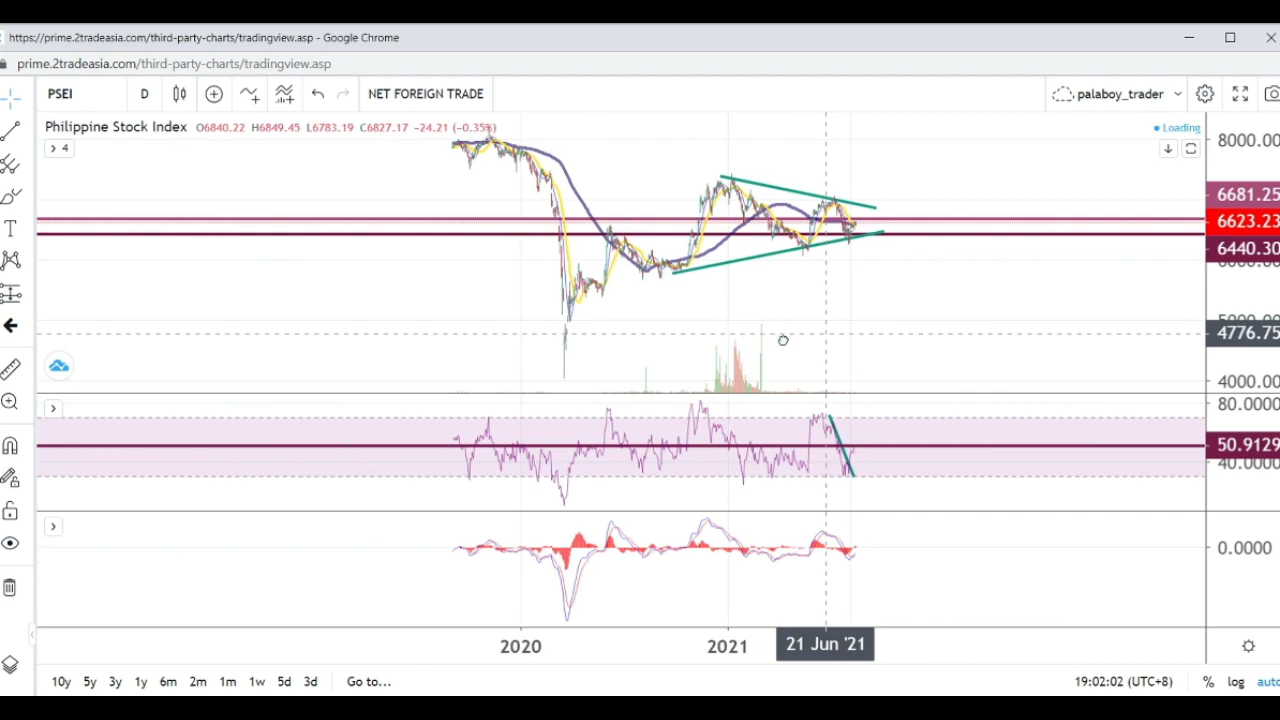 https://prime.2tradeasia.com/third-party-charts/tradingview.asp - Google Chrome
prime.2tradeasia.com/third-party-charts/tradingview.asp
PSEI D NET FOREIGN TRADE palaboy_trader
Philippine Stock Index O6840.22 H6849.45 L6783.19 C6827.17 -24.21 (-0.35%)
Loading
4
8000.00
6681.25
6623.23
6440.30
4776.75
4000.00
80.0000
50.9129
40.0000
0.0000
2020 2021 21 Jun '21
10y 5y 3y 1y 6m 2m 1m 1w 5d 3d Go to... 19:02:02 (UTC+8) % log auto